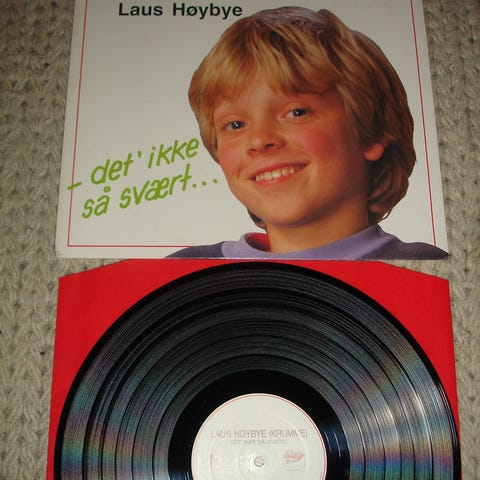 Laus Høybye
- det' ikke
så svært...
LAUS HØYBYE (KRUMME)
DET' IKKE SÅ SVÆRT